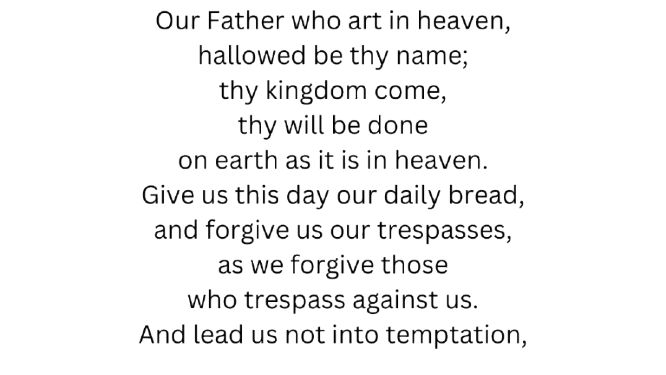 Our Father who art in heaven,
hallowed be thy name;
thy kingdom come,
thy will be done
on earth as it is in heaven.
Give us this day our daily bread,
and forgive us our trespasses,
as we forgive those
who trespass against us.
And lead us not into temptation,